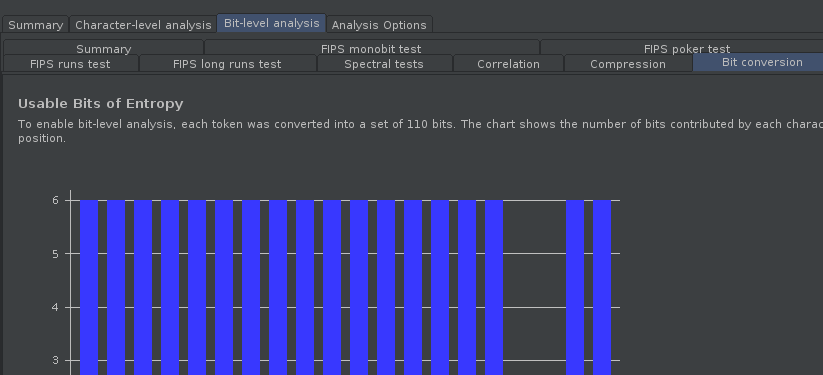 Summary Character-level analysis Bit-level analysis Analysis Options
Summary FIPS monobit test FIPS poker test
FIPS runs test FIPS long runs test Spectral tests Correlation Compression Bit conversion
Usable Bits of Entropy
To enable bit-level analysis, each token was converted into a set of 110 bits. The chart shows the number of bits contributed by each
position.
6
5
4
3